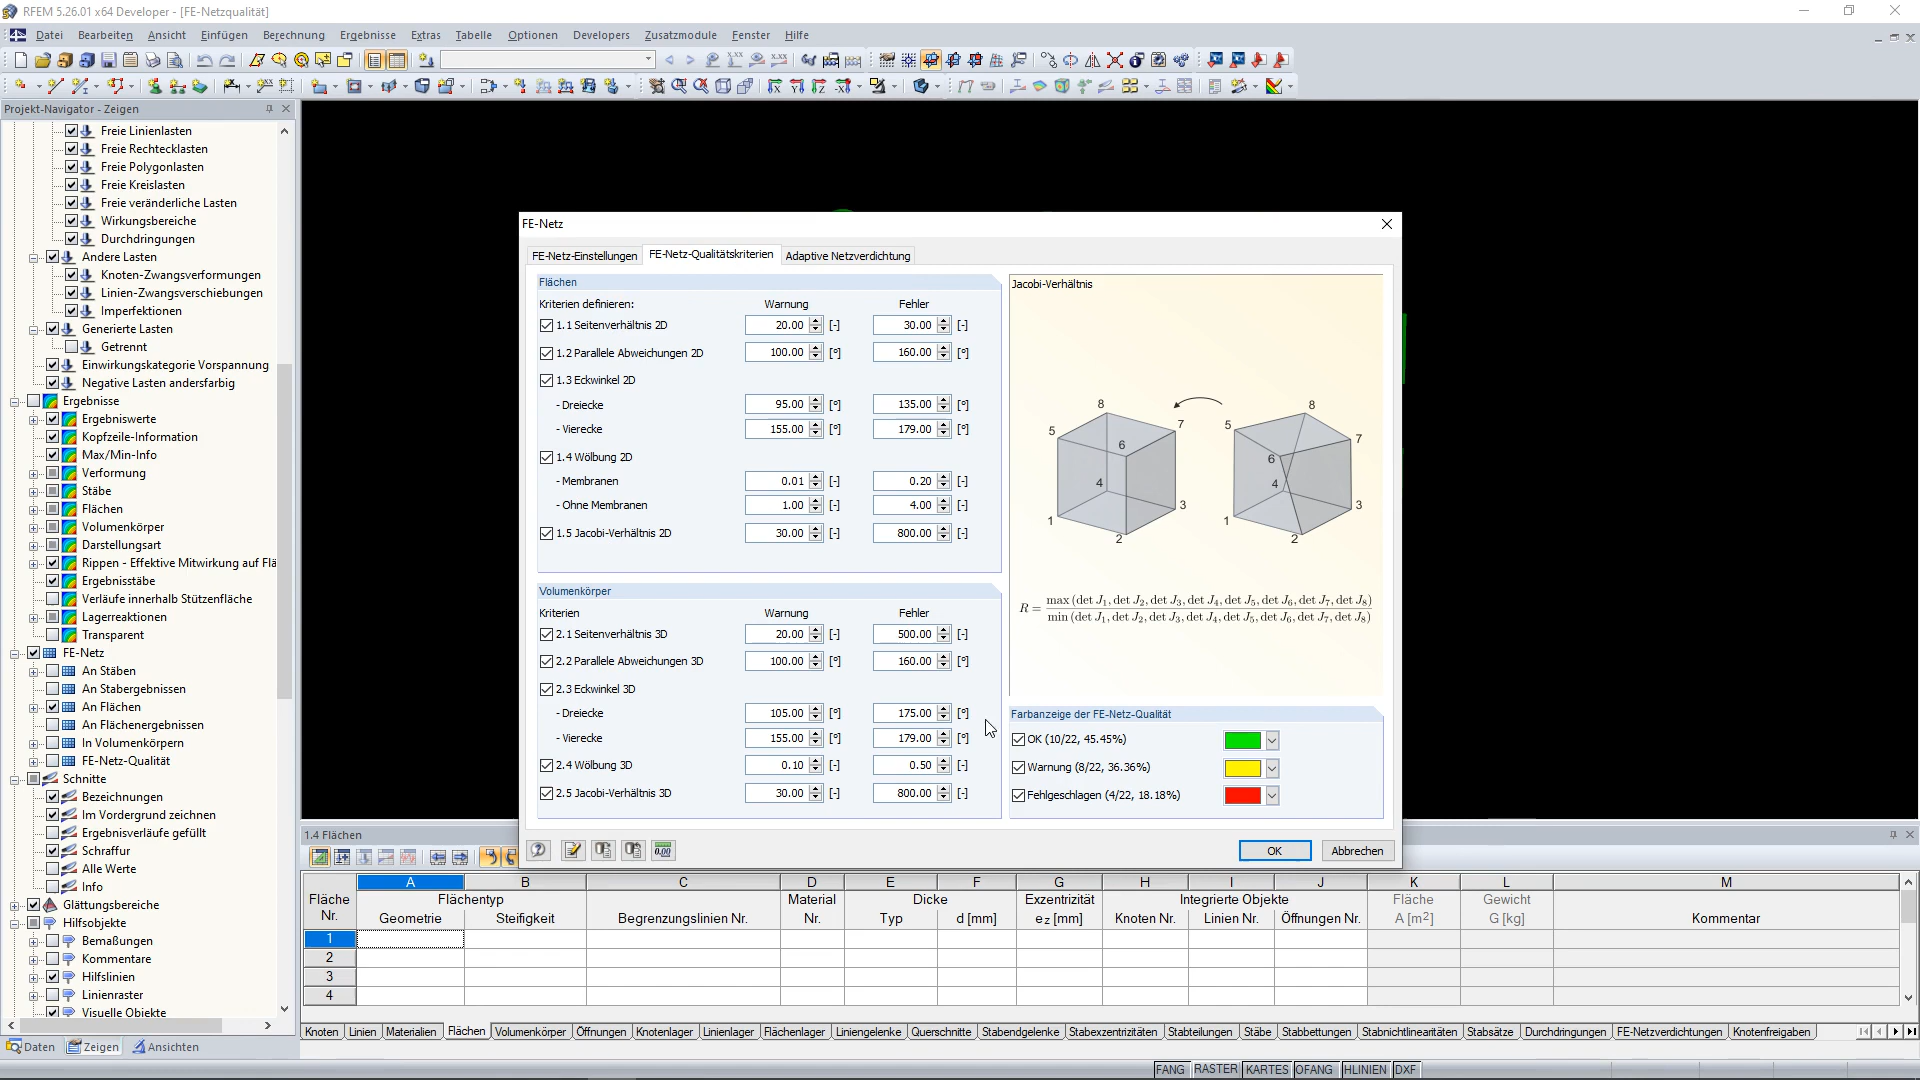 RFEM 5.26.01 x64 Developer - [FE-Netzqualität]
Datei Bearbeiten Ansicht Einfügen Berechnung Ergebnisse Extras Tabelle Optionen Developers Zusatzmodule Fenster Hilfe
Projekt-Navigator - Zeigen
Freie Linienlasten
Freie Rechtecklasten
Freie Polygonlasten
Freie Kreislasten
Freie veränderliche Lasten
Wirkungsbereiche
Durchdringungen
Andere Lasten
Knoten-Zwangsverformungen
Linien-Zwangsverschiebungen
Imperfektionen
Generierte Lasten
Getrennt
Einwirkungskategorie Vorspannung
Negative Lasten andersfarbig
Ergebnisse
Ergebniswerte
Kopfzeile-Information
Max/Min-Info
Verformung
Stäbe
Flächen
Volumenkörper
Darstellungsart
Rippen - Effektive Mitwirkung auf Flä
Ergebnisstäbe
Verläufe innerhalb Stützenfläche
Lagerreaktionen
Transparent
FE-Netz
An Stäben
An Stabergebnissen
An Flächen
An Flächenergebnissen
In Volumenkörpern
FE-Netz-Qualität
Schnitte
Bezeichnungen
Im Vordergrund zeichnen
Ergebnisverläufe gefüllt
Schraffur
Alle Werte
Info
Glättungsbereiche
Hilfsobjekte
Bemaßungen
Kommentare
Hilfslinien
Linienraster
Visuelle Objekte
Daten Zeigen Ansichten
FE-Netz
FE-Netz-Einstellungen FE-Netz-Qualitätskriterien Adaptive Netzverdichtung
Flächen
Kriterien definieren: Warnung Fehler
1.1 Seitenverhältnis 2D 20.00 [-] 30.00 [-]
1.2 Parallele Abweichungen 2D 100.00 [°] 160.00 [°]
1.3 Eckwinkel 2D
- Dreiecke 95.00 [°] 135.00 [°]
- Vierecke 155.00 [°] 179.00 [°]
1.4 Wölbung 2D
- Membranen 0.01 [-] 0.20 [-]
- Ohne Membranen 1.00 [-] 4.00 [-]
1.5 Jacobi-Verhältnis 2D 30.00 [-] 800.00 [-]
Volumenkörper
Kriterien Warnung Fehler
2.1 Seitenverhältnis 3D 20.00 [-] 500.00 [-]
2.2 Parallele Abweichungen 3D 100.00 [°] 160.00 [°]
2.3 Eckwinkel 3D
- Dreiecke 105.00 [°] 175.00 [°]
- Vierecke 155.00 [°] 179.00 [°]
2.4 Wölbung 3D 0.10 [-] 0.50 [-]
2.5 Jacobi-Verhältnis 3D 30.00 [-] 800.00 [-]
Jacobi-Verhältnis
8 8
5 7 5 7
6 6
4 4
1 3 1 3
2 2
R = max (det J1, det J2, det J3, det J4, det J5, det J6, det J7, det J8)
min (det J1, det J2, det J3, det J4, det J5, det J6, det J7, det J8)
Farbanzeige der FE-Netz-Qualität
OK (10/22, 45.45%)
Warnung (8/22, 36.36%)
Fehlgeschlagen (4/22, 18.18%)
0,00 OK Abbrechen
1.4 Flächen
A B C D E F G H I J K L M
Fläche Flächentyp Material Dicke Exzentrizität Integrierte Objekte Fläche Gewicht
Nr. Geometrie Steifigkeit Begrenzungslinien Nr. Nr. Typ d [mm] ez [mm] Knoten Nr. Linien Nr. Öffnungen Nr. A [m2] G [kg] Kommentar
1
2
3
4
Knoten Linien Materialien Flächen Volumenkörper Öffnungen Knotenlager Linienlager Flächenlager Liniengelenke Querschnitte Stabendgelenke Stabexzentrizitäten Stabteilungen Stäbe Stabbettungen Stabnichtlinearitäten Stabsätze Durchdringungen FE-Netzverdichtungen Knotenfreigaben
FANG RASTER KARTES OFANG HLINIEN DXF